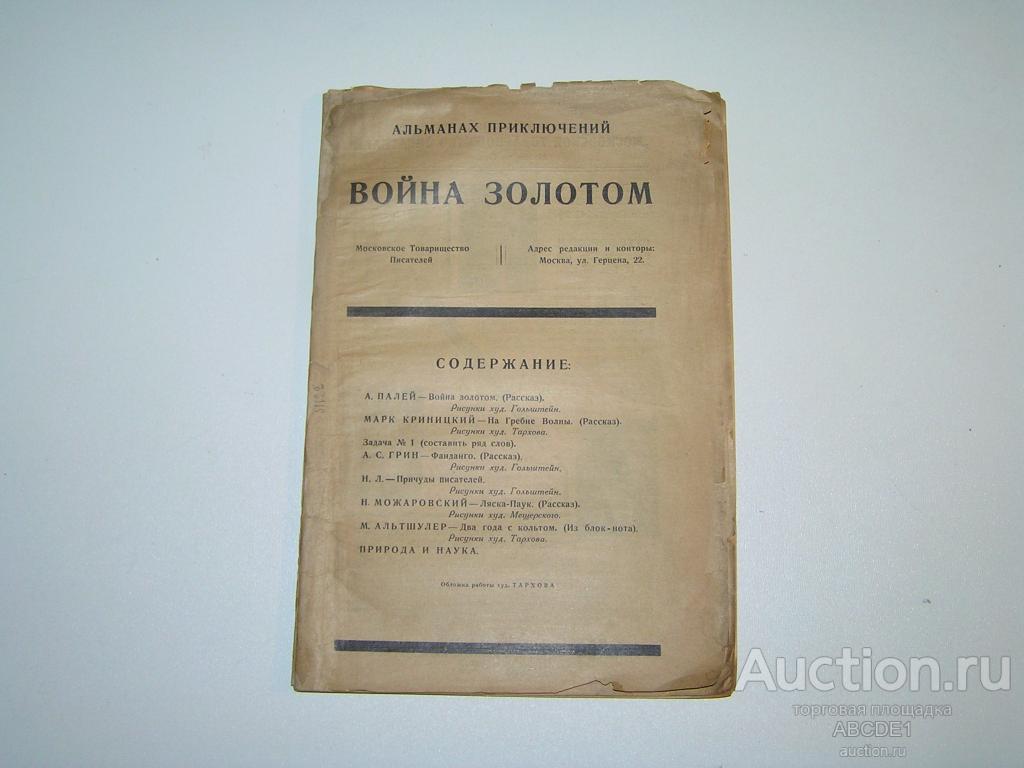 АЛЬМАНАХ ПРИКЛЮЧЕНИЙ
ВОЙНА ЗОЛОТОМ
Московское Товарищество
Писателей
Адрес редакции и конторы:
Москва, ул. Герцена, 22.
СОДЕРЖАНИЕ:
А. ПАЛЕЙ — Война золотом. (Рассказ).
Рисунки худ. Гольштейн.
МАРК КРИНИЦКИЙ — На Гребне Волны. (Рассказ).
Рисунки худ. Тархова.
Задача № 1 (составить ряд слов).
А. С. ГРИН — Фанданго. (Рассказ).
Рисунки худ. Гольштейн.
Н. Л. — Причуды писателей.
Рисунки худ. Гольштейн.
Н. МОЖАРОВСКИЙ — Ляска-Паук. (Рассказ).
Рисунки худ. Мещерского.
М. АЛЬТШУЛЕР — Два года с кольтом. (Из блок-нота).
Рисунки худ. Тархова.
ПРИРОДА И НАУКА.
Обложка работы худ. ТАРХОВА
Auction.ru
торговая площадка
ABCDE1
auction.ru